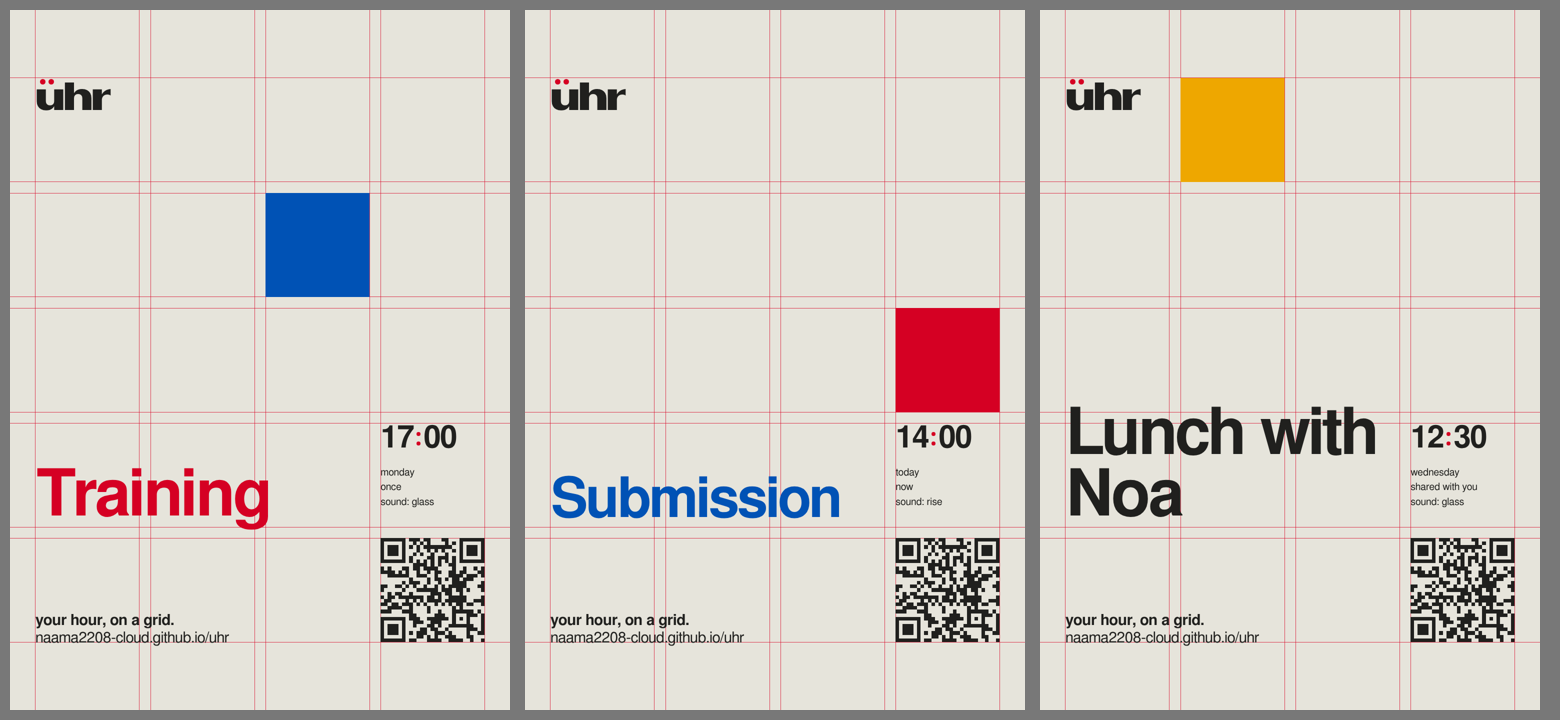 ühr
17:00
monday
once
sound: glass
Training
your hour, on a grid.
naama2208-cloud.github.io/uhr
ühr
14:00
today
now
sound: rise
Submission
your hour, on a grid.
naama2208-cloud.github.io/uhr
ühr
Lunch with
Noa
12:30
wednesday
shared with you
sound: glass
your hour, on a grid.
naama2208-cloud.github.io/uhr